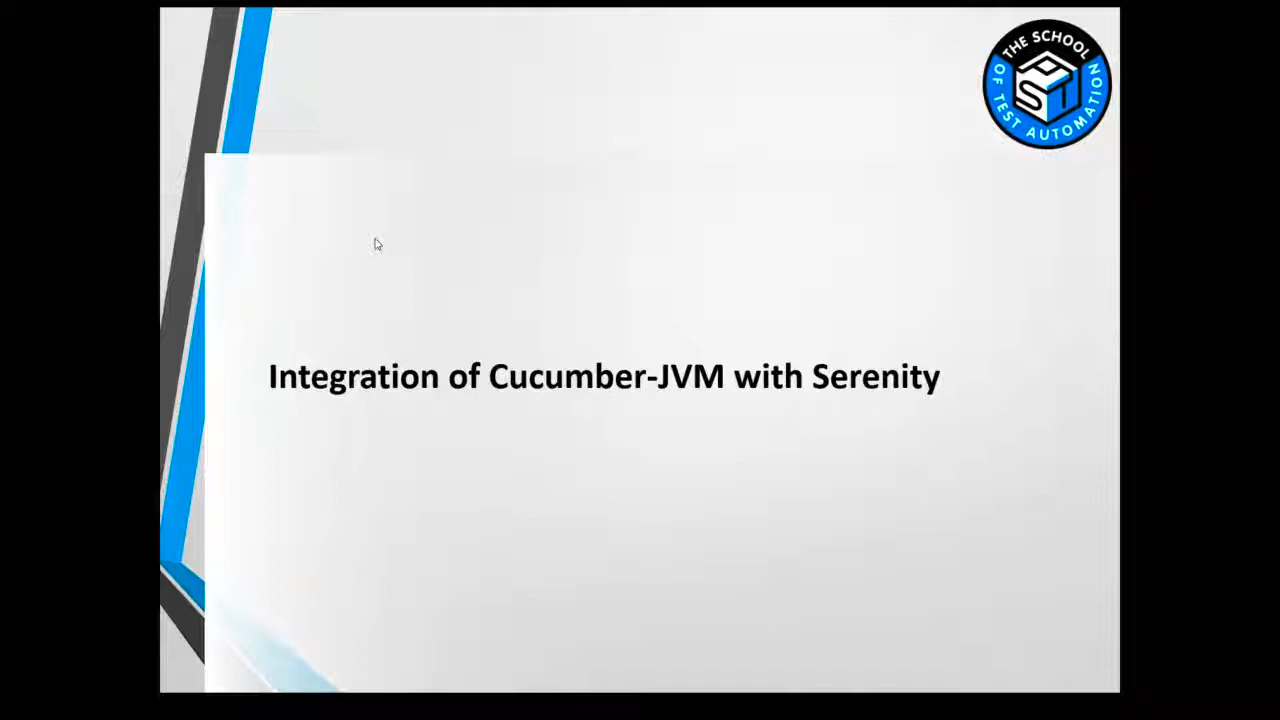 THE SCHOOL
OF TEST AUTOMATION
Integration of Cucumber-JVM with Serenity